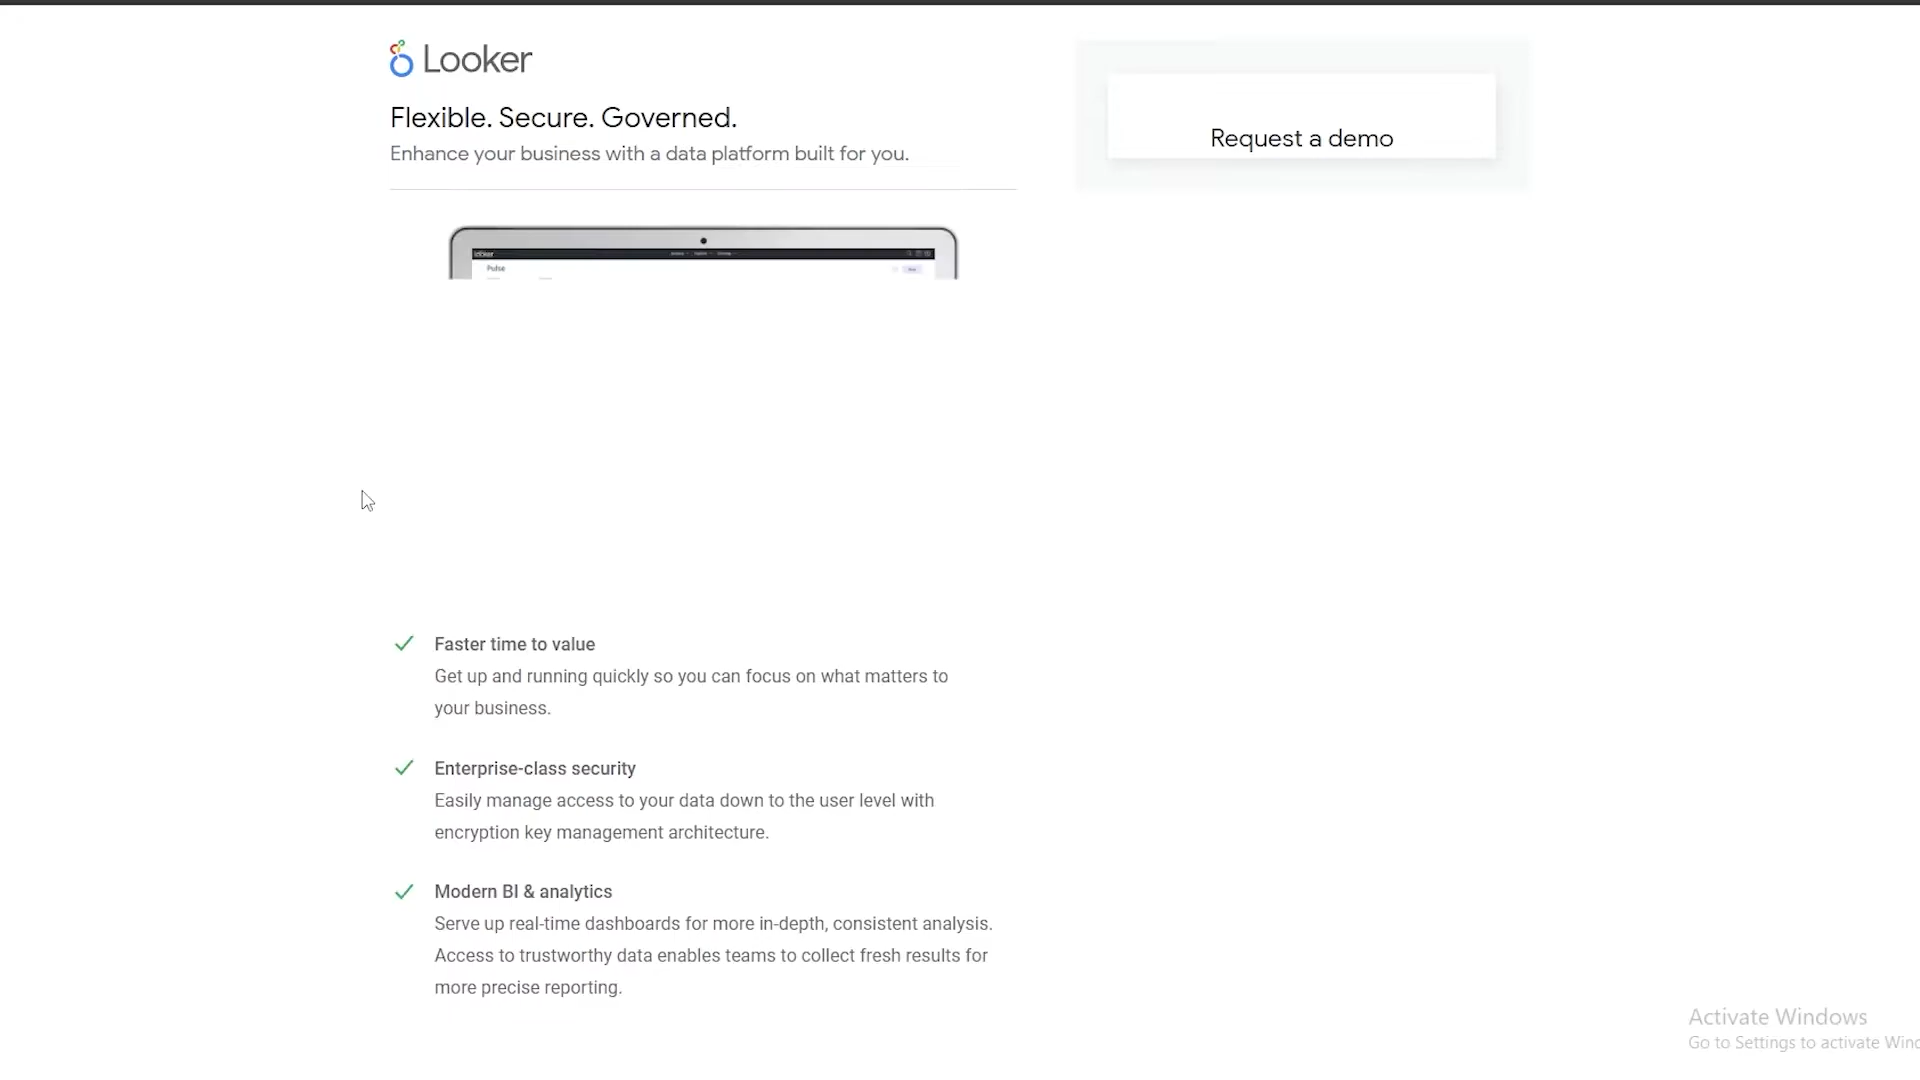 Looker
Flexible. Secure. Governed.
Enhance your business with a data platform built for you.
Request a demo
looker
Pulse
Faster time to value
Get up and running quickly so you can focus on what matters to
your business.
Enterprise-class security
Easily manage access to your data down to the user level with
encryption key management architecture.
Modern BI & analytics
Serve up real-time dashboards for more in-depth, consistent analysis.
Access to trustworthy data enables teams to collect fresh results for
more precise reporting.
Activate Windows
Go to Settings to activate Wind